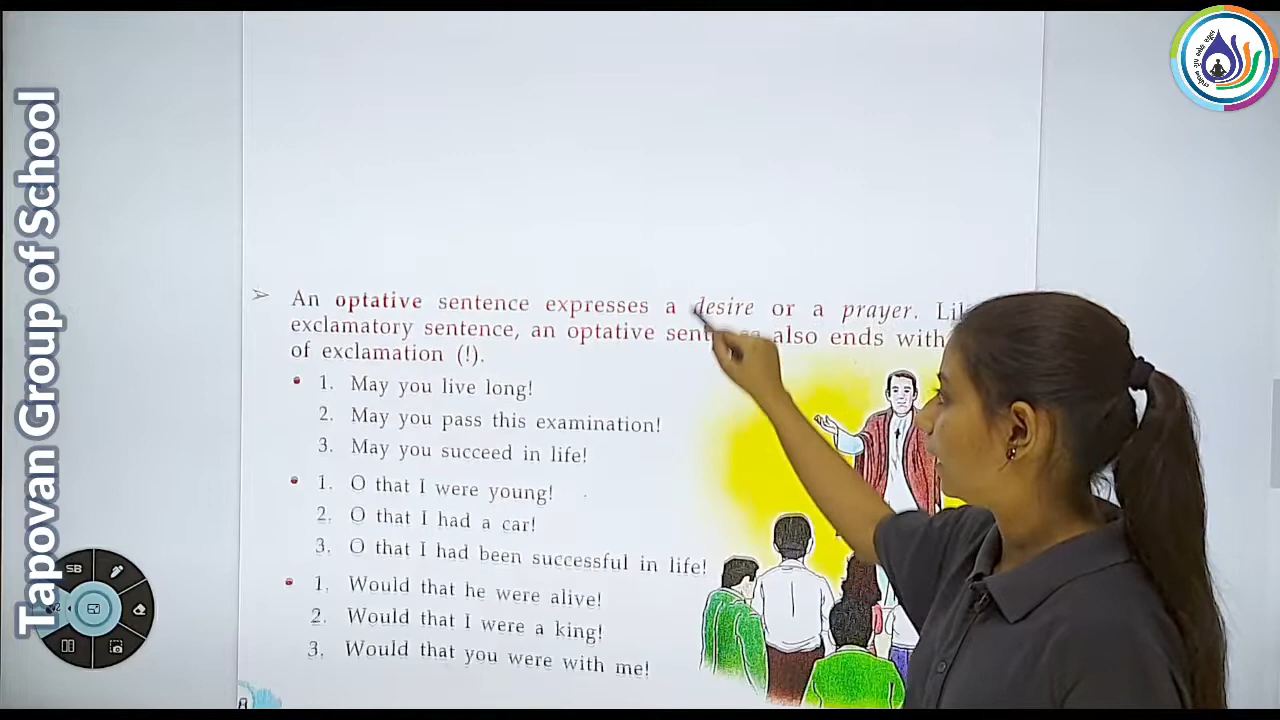 Tapovan Group of School
An optative sentence expresses a desire or a prayer.
exclamatory sentence, an optative also ends with
of exclamation (!).
1. May you live long!
2. May you pass this examination!
3. May you succeed in life!
1. O that I were young!
2. O that I had a car!
3. O that I had been successful in life!
1. Would that he were alive!
2. Would that I were a king!
3. Would that you were with me!
SB
8